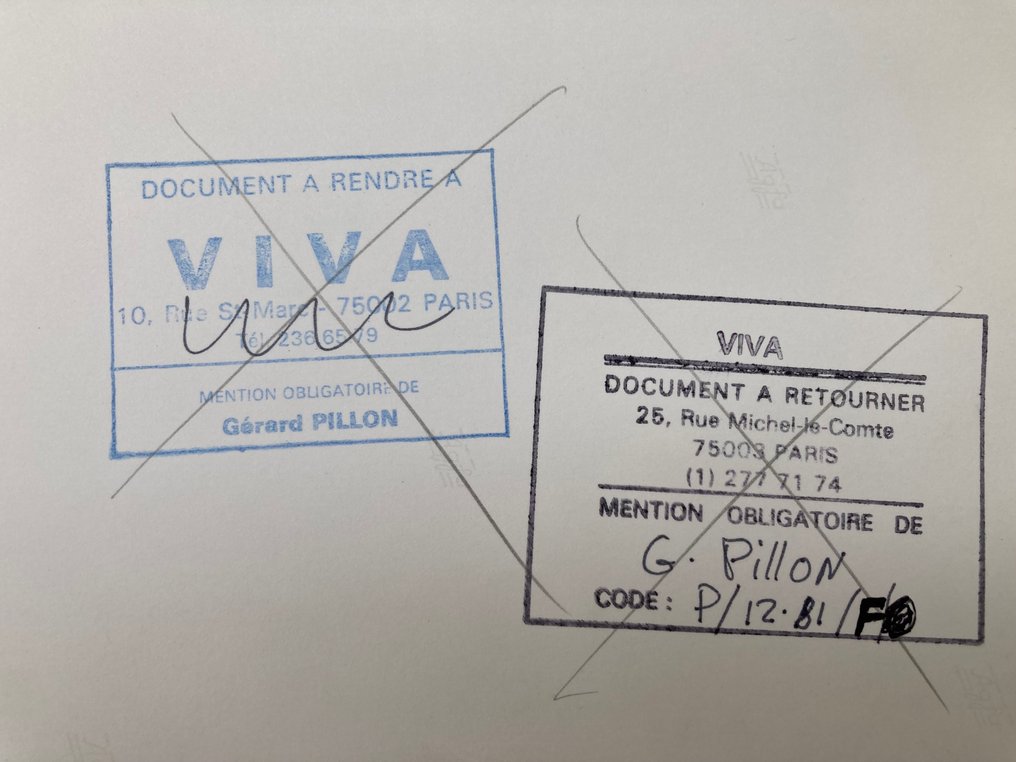 DOCUMENT A RENDRE A
VIVA
10, Rue St Marc - 75002 PARIS
Tél. 236 65 79
MENTION OBLIGATOIRE DE
Gérard PILLON
VIVA
DOCUMENT A RETOURNER
25, Rue Michel-le-Comte
75003 PARIS
(1) 277 71 74
MENTION OBLIGATOIRE DE
G. Pillon
CODE: P/12.81/F